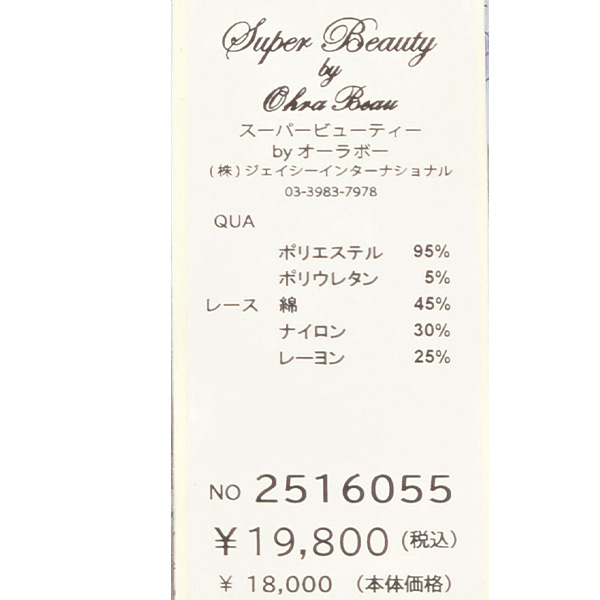 Super Beauty
by
Ohra Beau
スーパービューティー
by オーラボー
(株)ジェイシーインターナショナル
03-3983-7978
QUA
ポリエステル 95%
ポリウレタン 5%
レース 綿 45%
ナイロン 30%
レーヨン 25%
NO 2516055
¥19,800 (税込)
¥ 18,000 (本体価格)